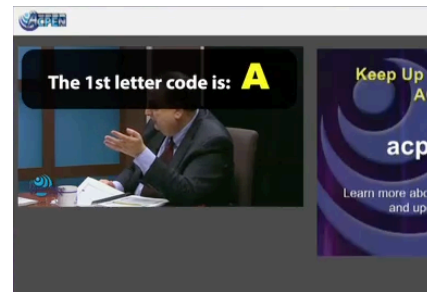 ACPEN
The 1st letter code is: A
Keep Up
acp
Learn more abo
and up